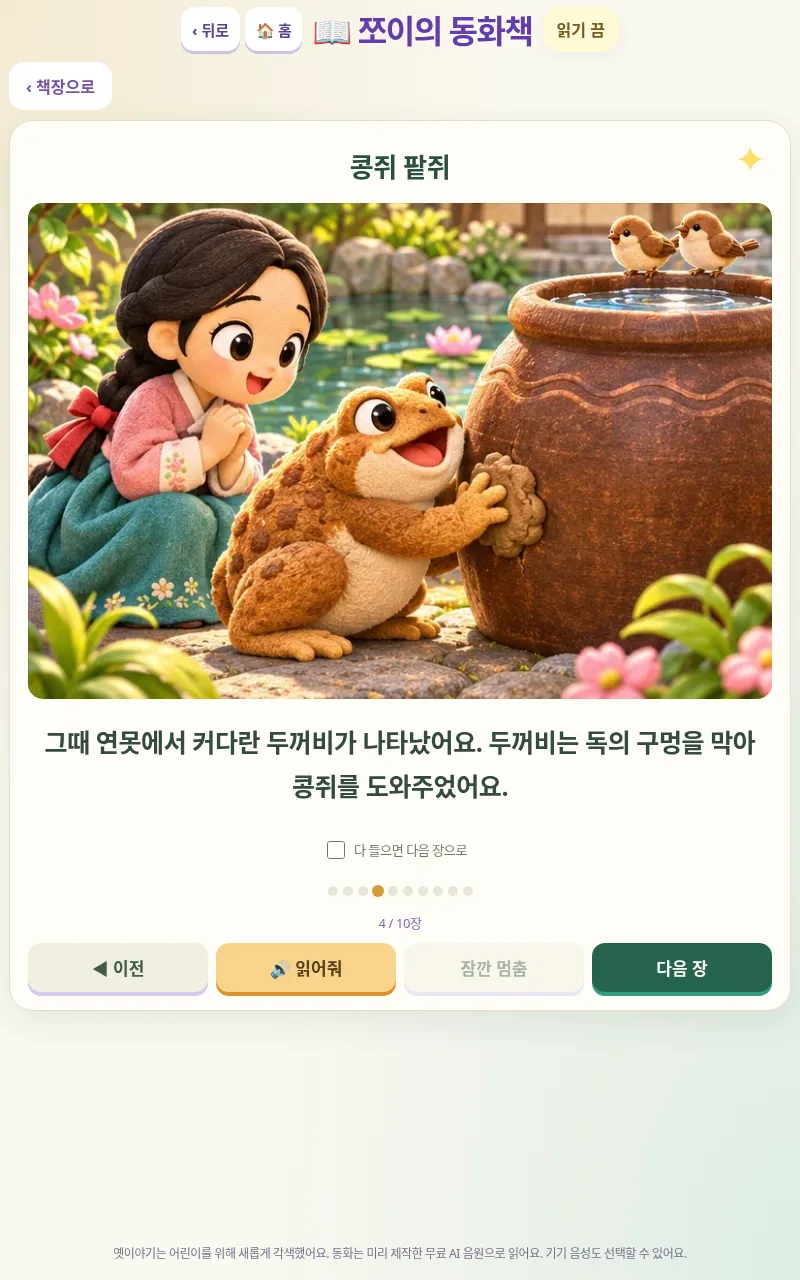 ‹ 뒤로
🏠 홈
📖 쪼이의 동화책
읽기 끔
‹ 책장으로
콩쥐 팥쥐
그때 연못에서 커다란 두꺼비가 나타났어요. 두꺼비는 독의 구멍을 막아
콩쥐를 도와주었어요.
다 들으면 다음 장으로
4 / 10장
◀ 이전
🔊 읽어줘
잠깐 멈춤
다음 장
옛이야기는 어린이를 위해 새롭게 각색했어요. 동화는 미리 제작한 무료 AI 음원으로 읽어요. 기기 음성도 선택할 수 있어요.